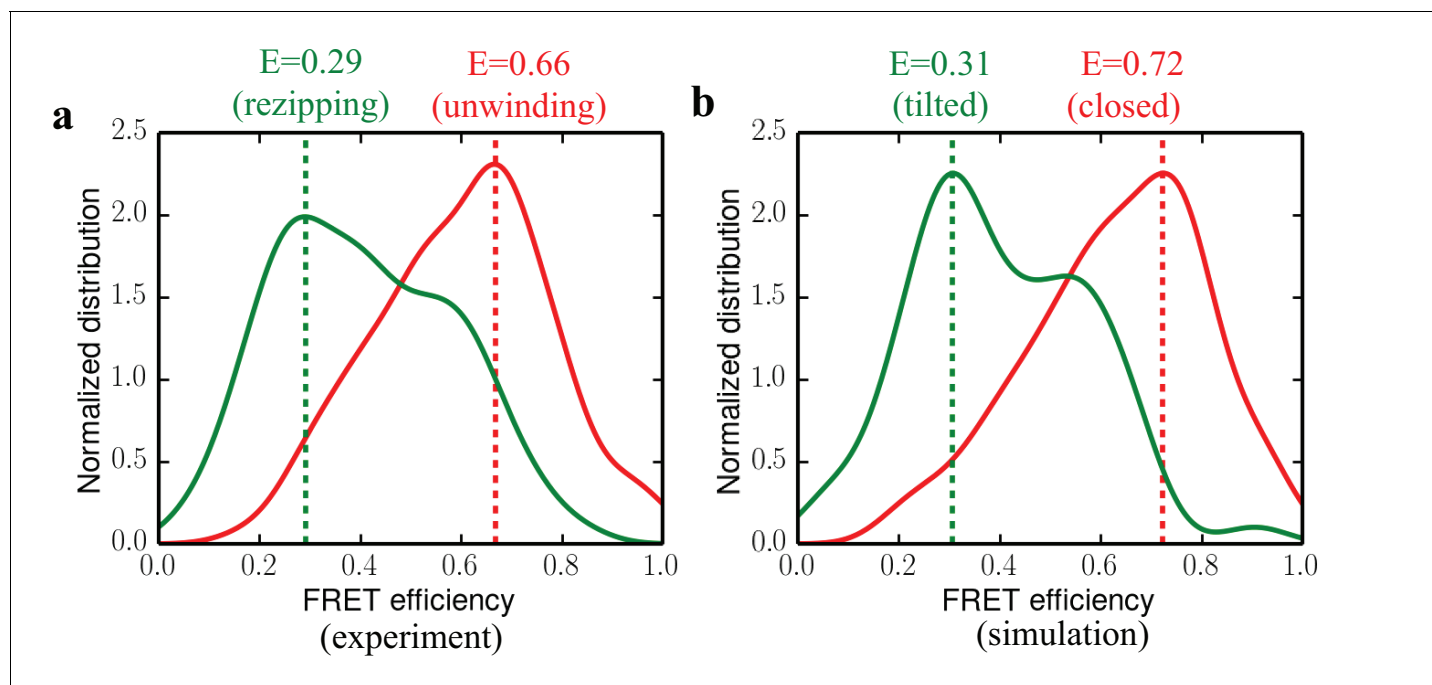 a
E=0.29
(rezipping)
E=0.66
(unwinding)
Normalized distribution
2.5
2.0
1.5
1.0
0.5
0.0
0.0 0.2 0.4 0.6 0.8 1.0
FRET efficiency
(experiment)
b
E=0.31
(tilted)
E=0.72
(closed)
Normalized distribution
2.5
2.0
1.5
1.0
0.5
0.0
0.0 0.2 0.4 0.6 0.8 1.0
FRET efficiency
(simulation)